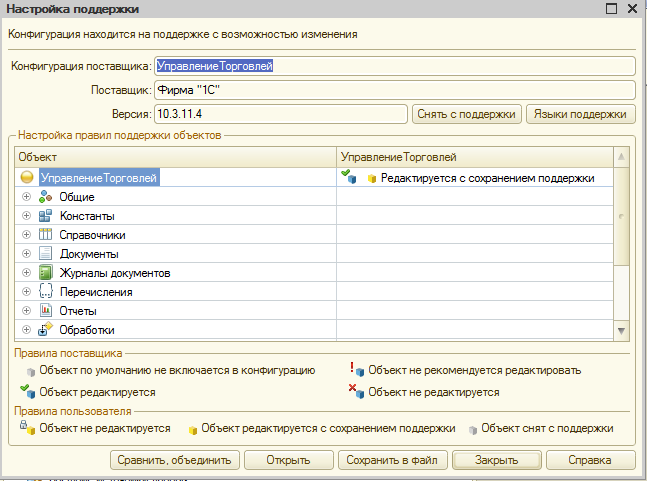 Настройка поддержки
Конфигурация находится на поддержке с возможностью изменения
Конфигурация поставщика: УправлениеТорговлей
Поставщик: Фирма "1С"
Версия: 10.3.11.4 Снять с поддержки Языки поддержки
Настройка правил поддержки объектов
Объект УправлениеТорговлей
УправлениеТорговлей Редактируется с сохранением поддержки
Общие
Константы
Справочники
Документы
Журналы документов
Перечисления
Отчеты
Обработки
Правила поставщика
Объект по умолчанию не включается в конфигурацию Объект не рекомендуется редактировать
Объект редактируется Объект не редактируется
Правила пользователя
Объект не редактируется Объект редактируется с сохранением поддержки Объект снят с поддержки
Сравнить, объединить Открыть Сохранить в файл Закрыть Справка